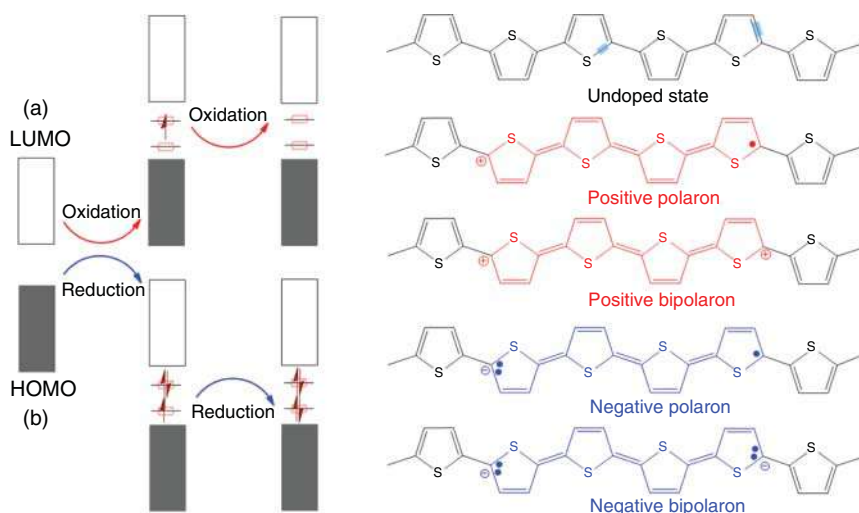 (a)
LUMO
Oxidation
Oxidation
Reduction
HOMO
(b)
Reduction
S S S S S S
Undoped state
S S S S S S
⊕ •
Positive polaron
S S S S S S
⊕ ⊕
Positive bipolaron
S S S S S S
⊖ •• •
Negative polaron
S S S S S S
⊖ •• •• ⊖
Negative bipolaron